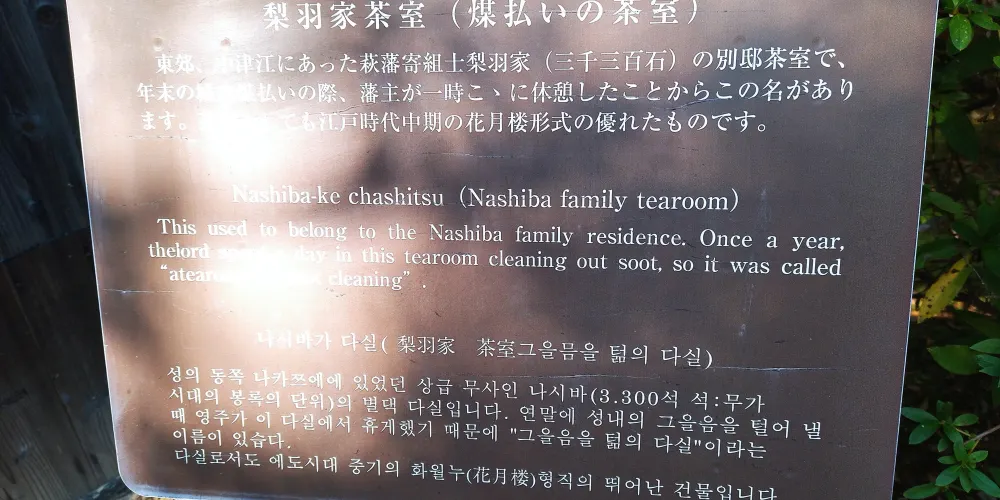 梨羽家茶室（煤払いの茶室）
東郊、中津江にあった萩藩寄組士梨羽家（三千三百石）の別邸茶室で、
年末の払いの際、藩主が一時こゝに休憩したことからこの名があり
ます。ても江戸時代中期の花月楼形式の優れたものです。
Nashiba-ke chashitsu（Nashiba family tearoom）
This used to belong to the Nashiba family residence. Once a year,
thelord day in this tearoom cleaning out soot, so it was called
cleaning”.
나시바가 다실( 梨羽家 茶室그을믐을 턺의 다실)
성의 동쪽 나카쯔에에 있었던 상급 무사인 나시바(3.300석 석:무가
시대의 봉록의 단위)의 별댁 다실입니다. 연말에 성내의 그을음을 털어 낼
때 영주가 이 다실에서 휴게했기 때문에 "그을음을 턺의 다실"이라는
이름이 있습다.
다실로서도 에도시대 중기의 화월누(花月楼)형직의 뛰어난 건물입니다